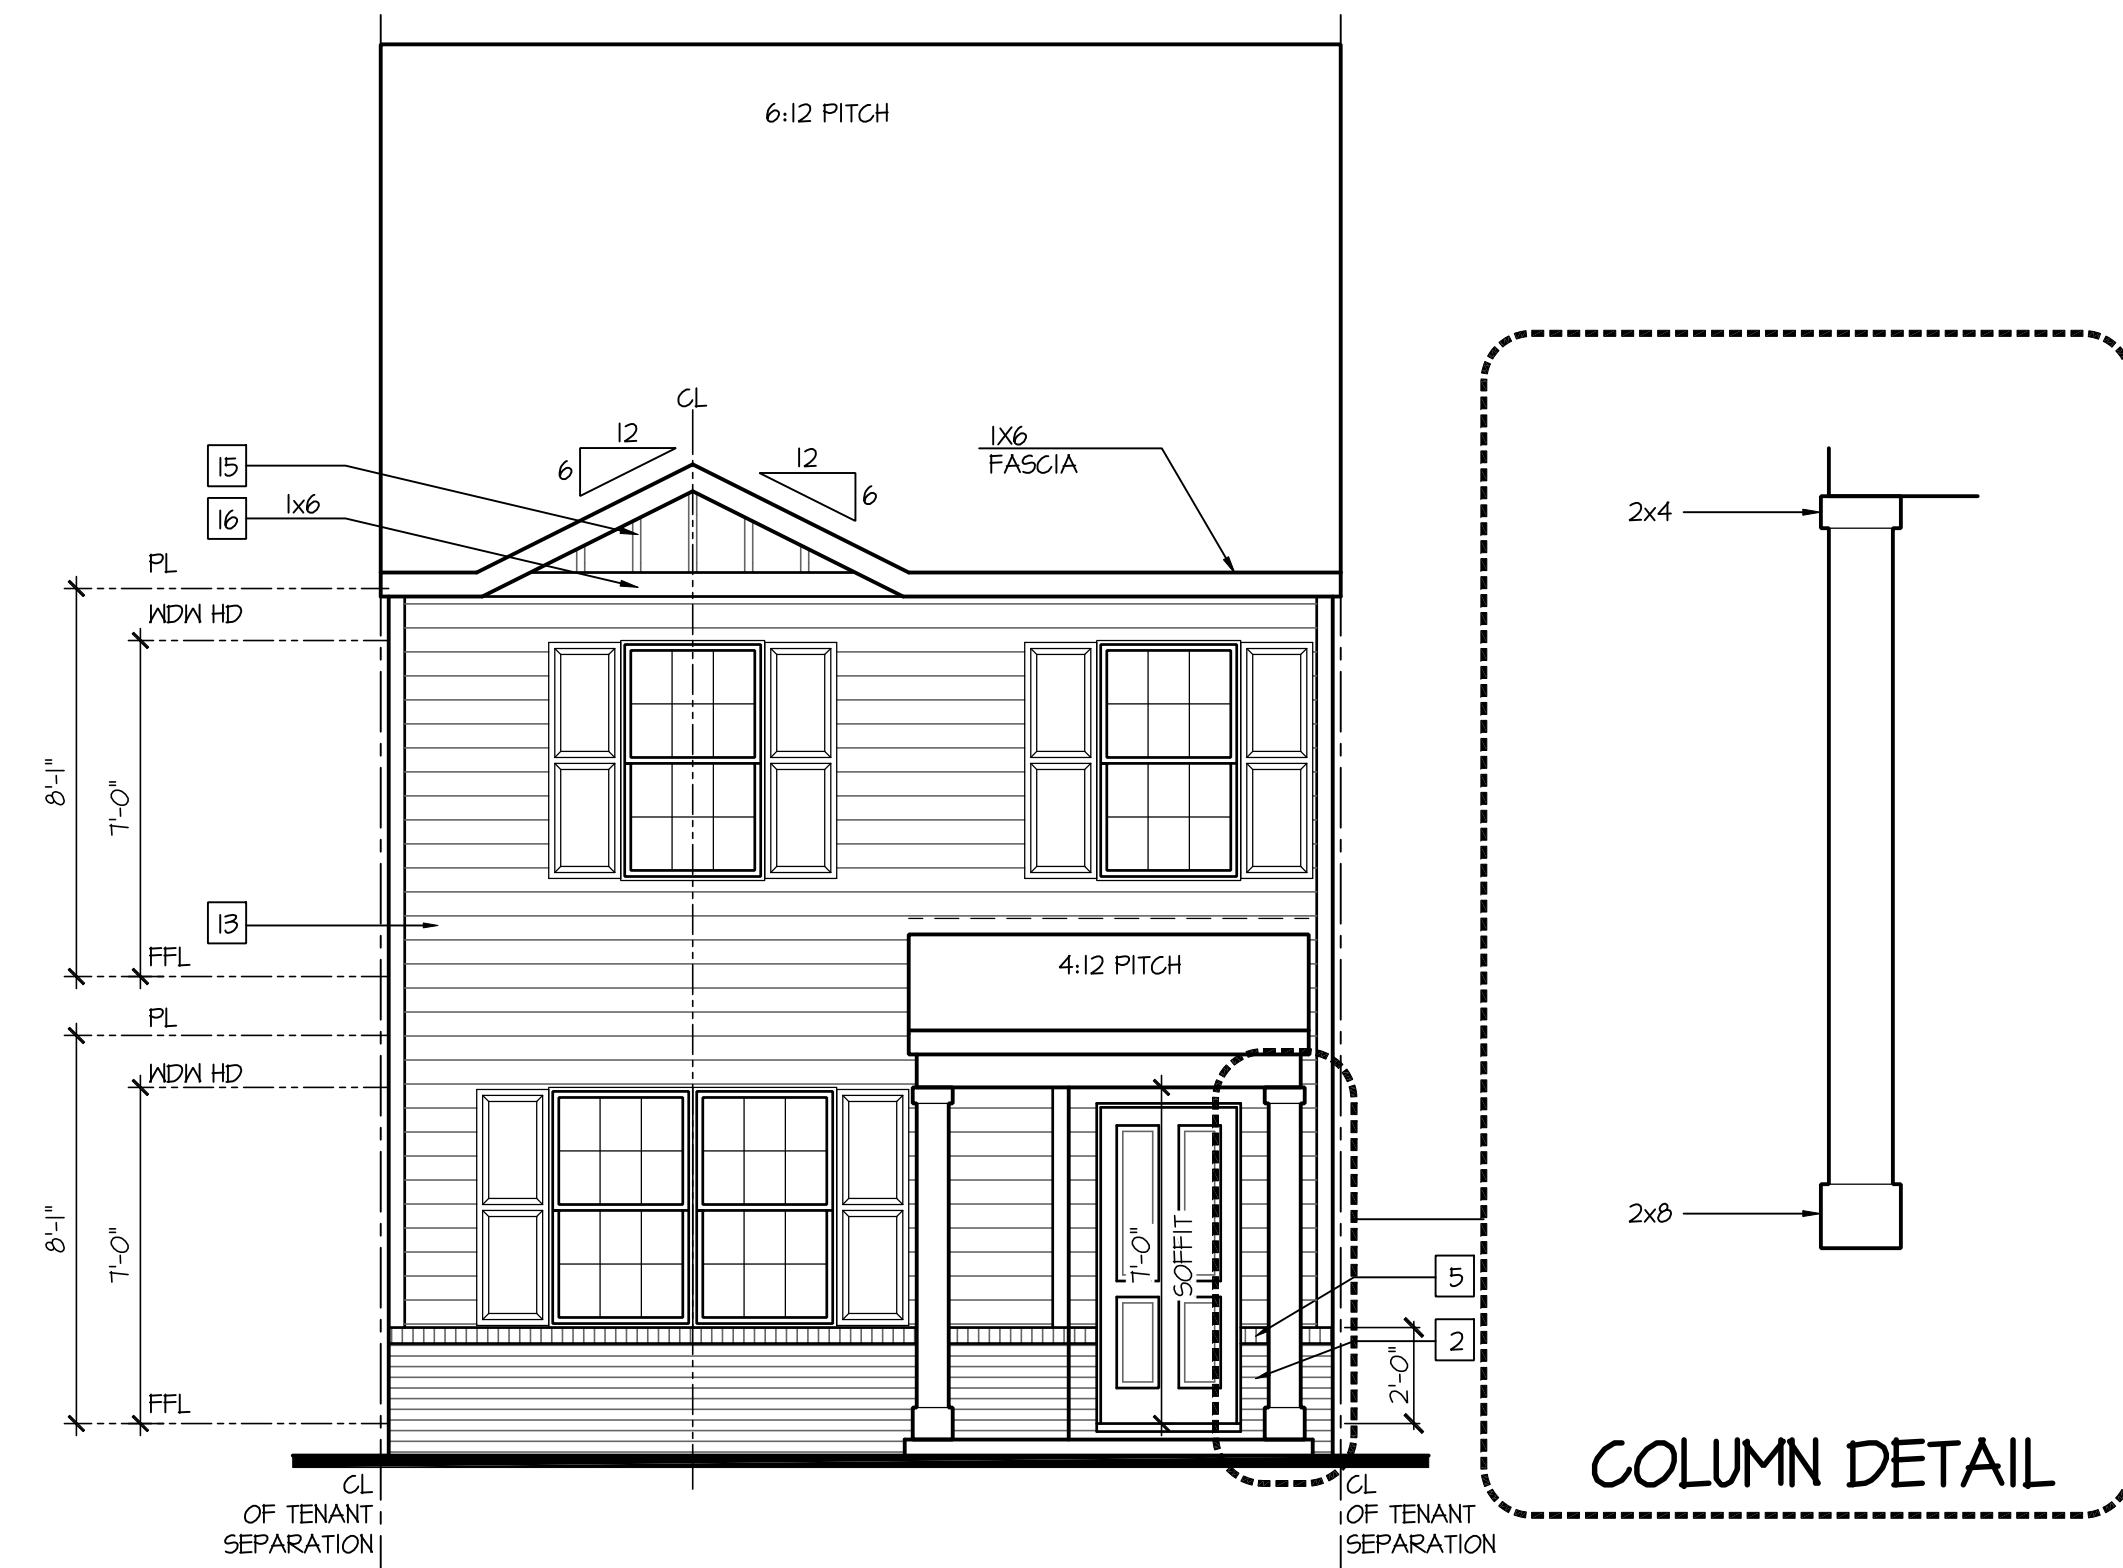 6:12 PITCH
CL
12
6
12
6
1X6
FASCIA
15
16
1x6
PL
WDW HD
8'-1"
7'-0"
13
FFL
4:12 PITCH
PL
WDW HD
8'-1"
7'-0"
FFL
7'-0"
SOFFIT
5
2
2'-0"
CL
OF TENANT
SEPARATION
CL
OF TENANT
SEPARATION
2x4
2x8
COLUMN DETAIL